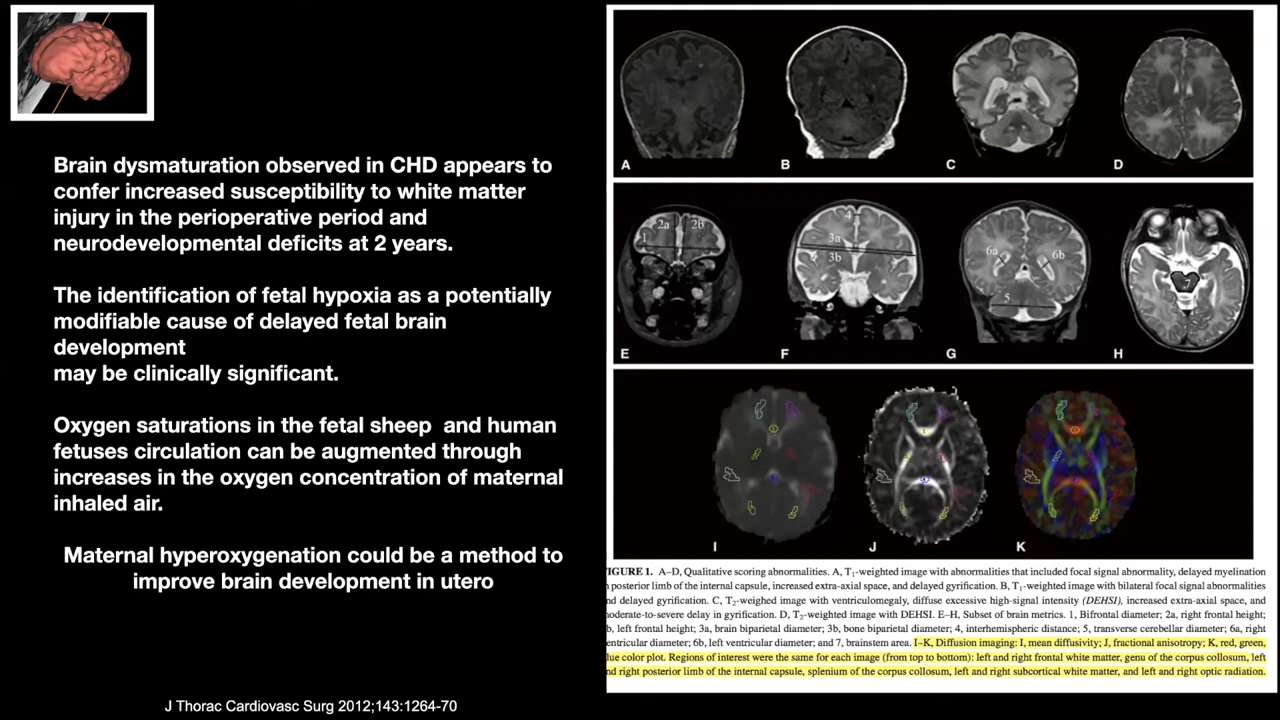 Brain dysmaturation observed in CHD appears to
confer increased susceptibility to white matter
injury in the perioperative period and
neurodevelopmental deficits at 2 years.
The identification of fetal hypoxia as a potentially
modifiable cause of delayed fetal brain
development
may be clinically significant.
Oxygen saturations in the fetal sheep and human
fetuses circulation can be augmented through
increases in the oxygen concentration of maternal
inhaled air.
Maternal hyperoxygenation could be a method to
improve brain development in utero
J Thorac Cardiovasc Surg 2012;143:1264-70
A
B
C
D
1
2a
2b
E
4
3a
3b
F
6a
6b
5
G
7
H
I
J
K
FIGURE 1. A–D, Qualitative scoring abnormalities. A, T1-weighted image with abnormalities that included focal signal abnormality, delayed myelination
posterior limb of the internal capsule, increased extra-axial space, and delayed gyrification. B, T1-weighted image with bilateral focal signal abnormalities
nd delayed gyrification. C, T2-weighed image with ventriculomegaly, diffuse excessive high-signal intensity (DEHSI), increased extra-axial space, and
oderate-to-severe delay in gyrification. D, T2-weighted image with DEHSI. E–H, Subset of brain metrics. 1, Bifrontal diameter; 2a, right frontal height;
b, left frontal height; 3a, brain biparietal diameter; 3b, bone biparietal diameter; 4, interhemispheric distance; 5, transverse cerebellar diameter; 6a, right
entricular diameter; 6b, left ventricular diameter; and 7, brainstem area. I–K, Diffusion imaging: I, mean diffusivity; J, fractional anisotropy; K, red, green,
lue color plot. Regions of interest were the same for each image (from top to bottom): left and right frontal white matter, genu of the corpus collosum, left
nd right posterior limb of the internal capsule, splenium of the corpus collosum, left and right subcortical white matter, and left and right optic radiation.